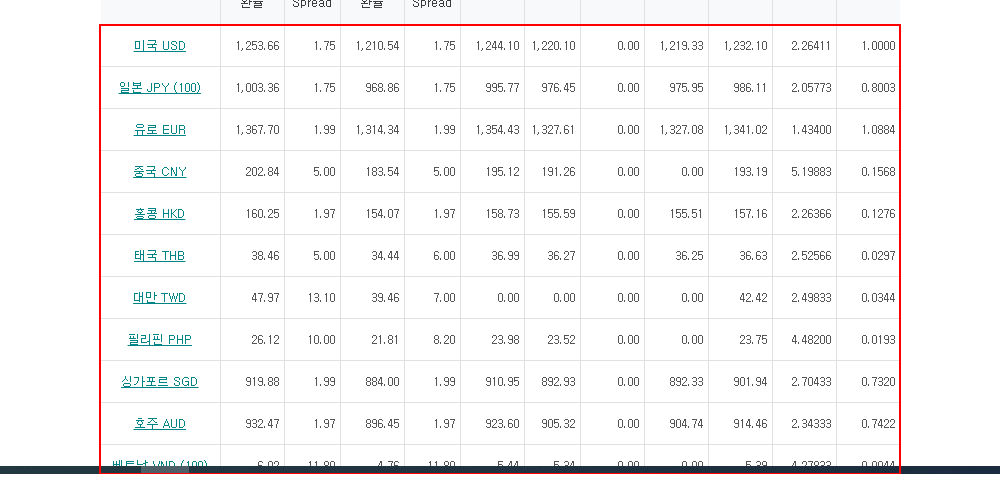 환율 Spread 환율 Spread
미국 USD 1,253.66 1.75 1,210.54 1.75 1,244.10 1,220.10 0.00 1,219.33 1,232.10 2.26411 1.0000
일본 JPY (100) 1,003.36 1.75 968.86 1.75 995.77 976.45 0.00 975.95 986.11 2.05773 0.8003
유로 EUR 1,367.70 1.99 1,314.34 1.99 1,354.43 1,327.61 0.00 1,327.08 1,341.02 1.43400 1.0884
중국 CNY 202.84 5.00 183.54 5.00 195.12 191.26 0.00 0.00 193.19 5.19883 0.1568
홍콩 HKD 160.25 1.97 154.07 1.97 158.73 155.59 0.00 155.51 157.16 2.26366 0.1276
태국 THB 38.46 5.00 34.44 6.00 36.99 36.27 0.00 36.25 36.63 2.52566 0.0297
대만 TWD 47.97 13.10 39.46 7.00 0.00 0.00 0.00 0.00 42.42 2.49833 0.0344
필리핀 PHP 26.12 10.00 21.81 8.20 23.98 23.52 0.00 0.00 23.75 4.48200 0.0193
싱가포르 SGD 919.88 1.99 884.00 1.99 910.95 892.93 0.00 892.33 901.94 2.70433 0.7320
호주 AUD 932.47 1.97 896.45 1.97 923.60 905.32 0.00 904.74 914.46 2.34333 0.7422
베트남 VND (100) 6.02 11.80 4.76 11.80 5.44 5.34 0.00 0.00 5.39 4.27833 0.0044